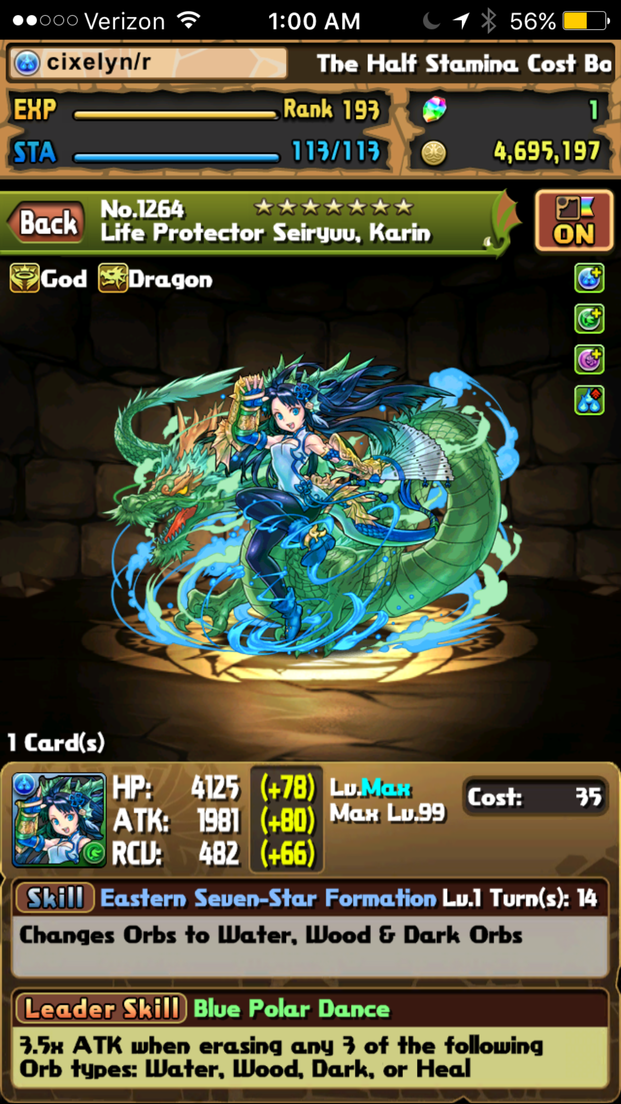 Verizon 1:00 AM 56%
cixelyn/r The Half Stamina Cost Bo
EXP Rank 193 1
STA 113/113 4,695,197
Back No.1264
Life Protector Seiryuu, Karin
ON
God Dragon
1 Card(s)
HP: 4125 (+78) Lv.Max Cost: 35
ATK: 1981 (+80) Max Lv.99
RCV: 482 (+66)
Skill Eastern Seven-Star Formation Lv.1 Turn(s): 14
Changes Orbs to Water, Wood & Dark Orbs
Leader Skill Blue Polar Dance
3.5x ATK when erasing any 3 of the following
Orb types: Water, Wood, Dark, or Heal